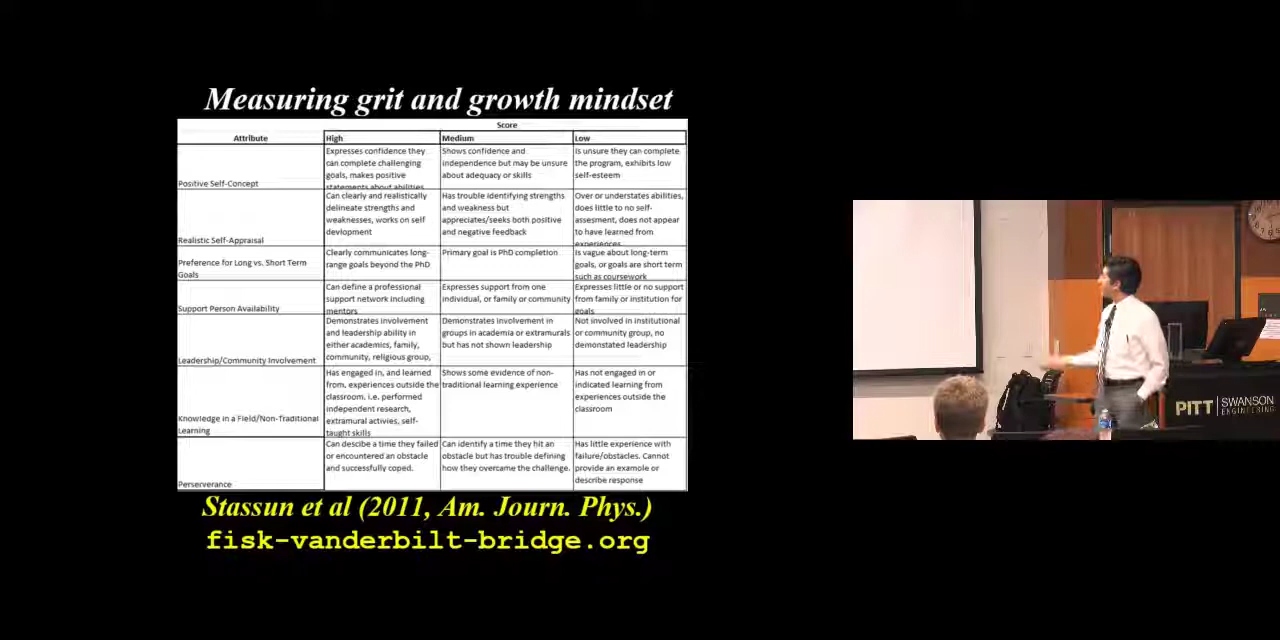 Measuring grit and growth mindset
Score
Attribute High Medium Low
Positive Self-Concept
Expresses confidence they
can complete challenging
goals, makes positive
statements about abilities
Shows confidence and
independence but may be unsure
about adequacy or skills
Is unsure they can complete
the program, exhibits low
self-esteem
Realistic Self-Appraisal
Can clearly and realistically
delineate strengths and
weaknesses, works on self
devlopment
Has trouble identifying strengths
and weakness but
appreciates/seeks both positive
and negative feedback
Over or understates abilities,
does little to no self-
assesment, does not appear
to have learned from
experiences
Preference for Long vs. Short Term
Goals
Clearly communicates long-
range goals beyond the PhD
Primary goal is PhD completion
Is vague about long-term
goals, or goals are short term
such as coursework
Support Person Availability
Can define a professional
support network including
mentors
Expresses support from one
individual, or family or community
Expresses little or no support
from family or institution for
goals
Leadership/Community Involvement
Demonstrates involvement
and leadership ability in
either academics, family,
community, religious group,
Demonstrates involvement in
groups in academia or extramurals
but has not shown leadership
Not involved in institutional
or community group, no
demonstated leadership
Knowledge in a Field/Non-Traditional
Learning
Has engaged in, and learned
from, experiences outside the
classroom. i.e. performed
independent research,
extramural activies, self-
taught skills
Shows some evidence of non-
traditional learning experience
Has not engaged in or
indicated learning from
experiences outside the
classroom
Perserverance
Can descibe a time they failed
or encountered an obstacle
and successfully coped.
Can identify a time they hit an
obstacle but has trouble defining
how they overcame the challenge.
Has little experience with
failure/obstacles. Cannot
provide an example or
describe response
Stassun et al (2011, Am. Journ. Phys.)
fisk-vanderbilt-bridge.org
PITT SWANSON
ENGINEERING